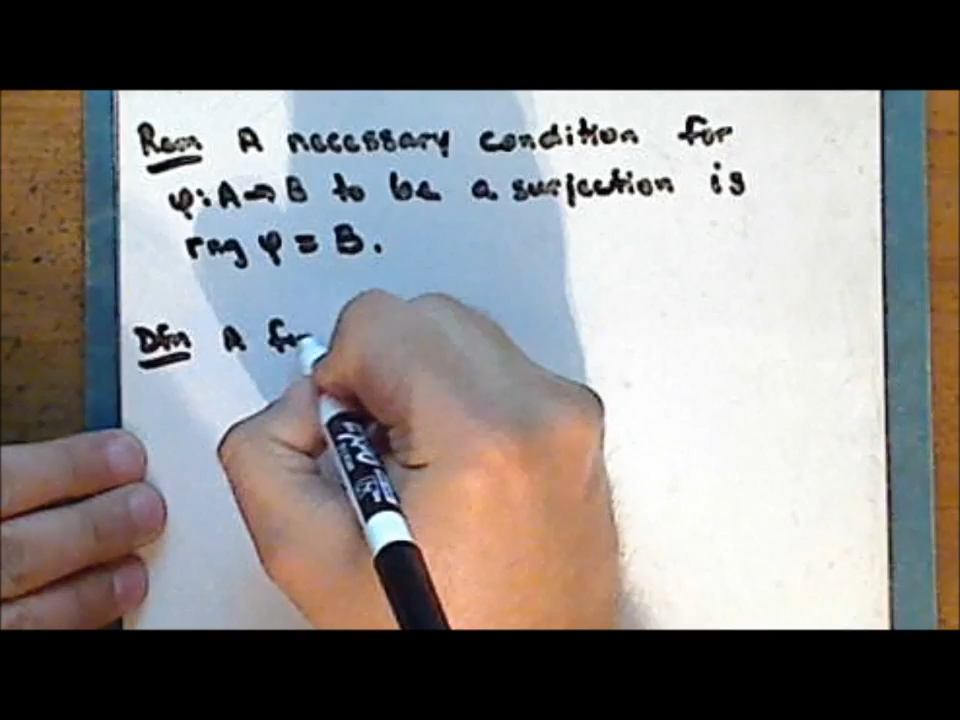 Rem A necessary condition for
φ: A → B to be a surjection is
rng φ = B.
Dfn A